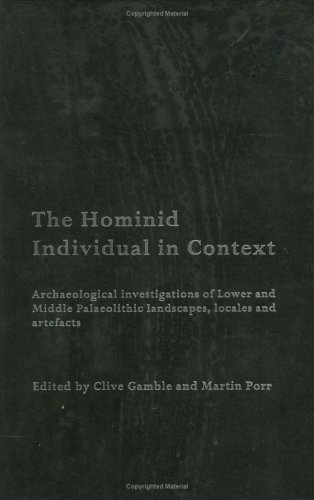 Copyrighted Material
The Hominid
Individual in Context
Archaeological investigations of Lower and
Middle Palaeolithic landscapes, locales and
artefacts
Edited by Clive Gamble and Martin Porr
Copyrighted Material